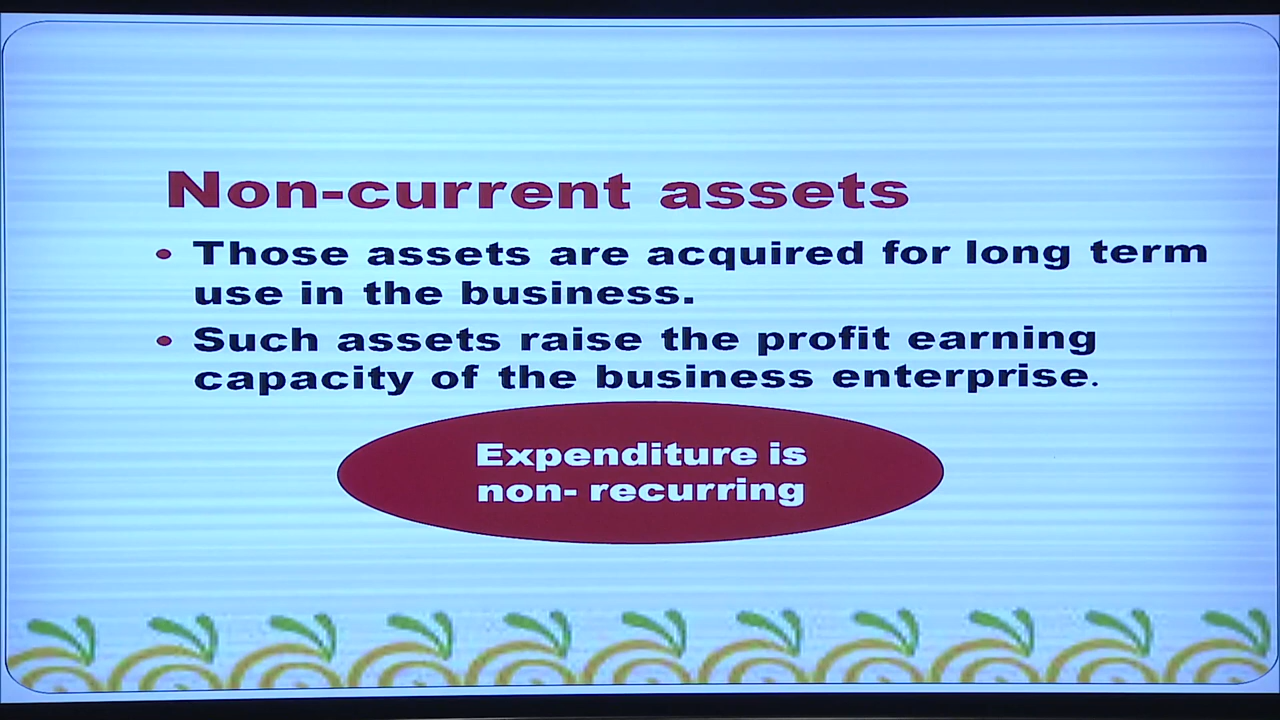 Non-current assets
• Those assets are acquired for long term
use in the business.
• Such assets raise the profit earning
capacity of the business enterprise.
Expenditure is
non- recurring